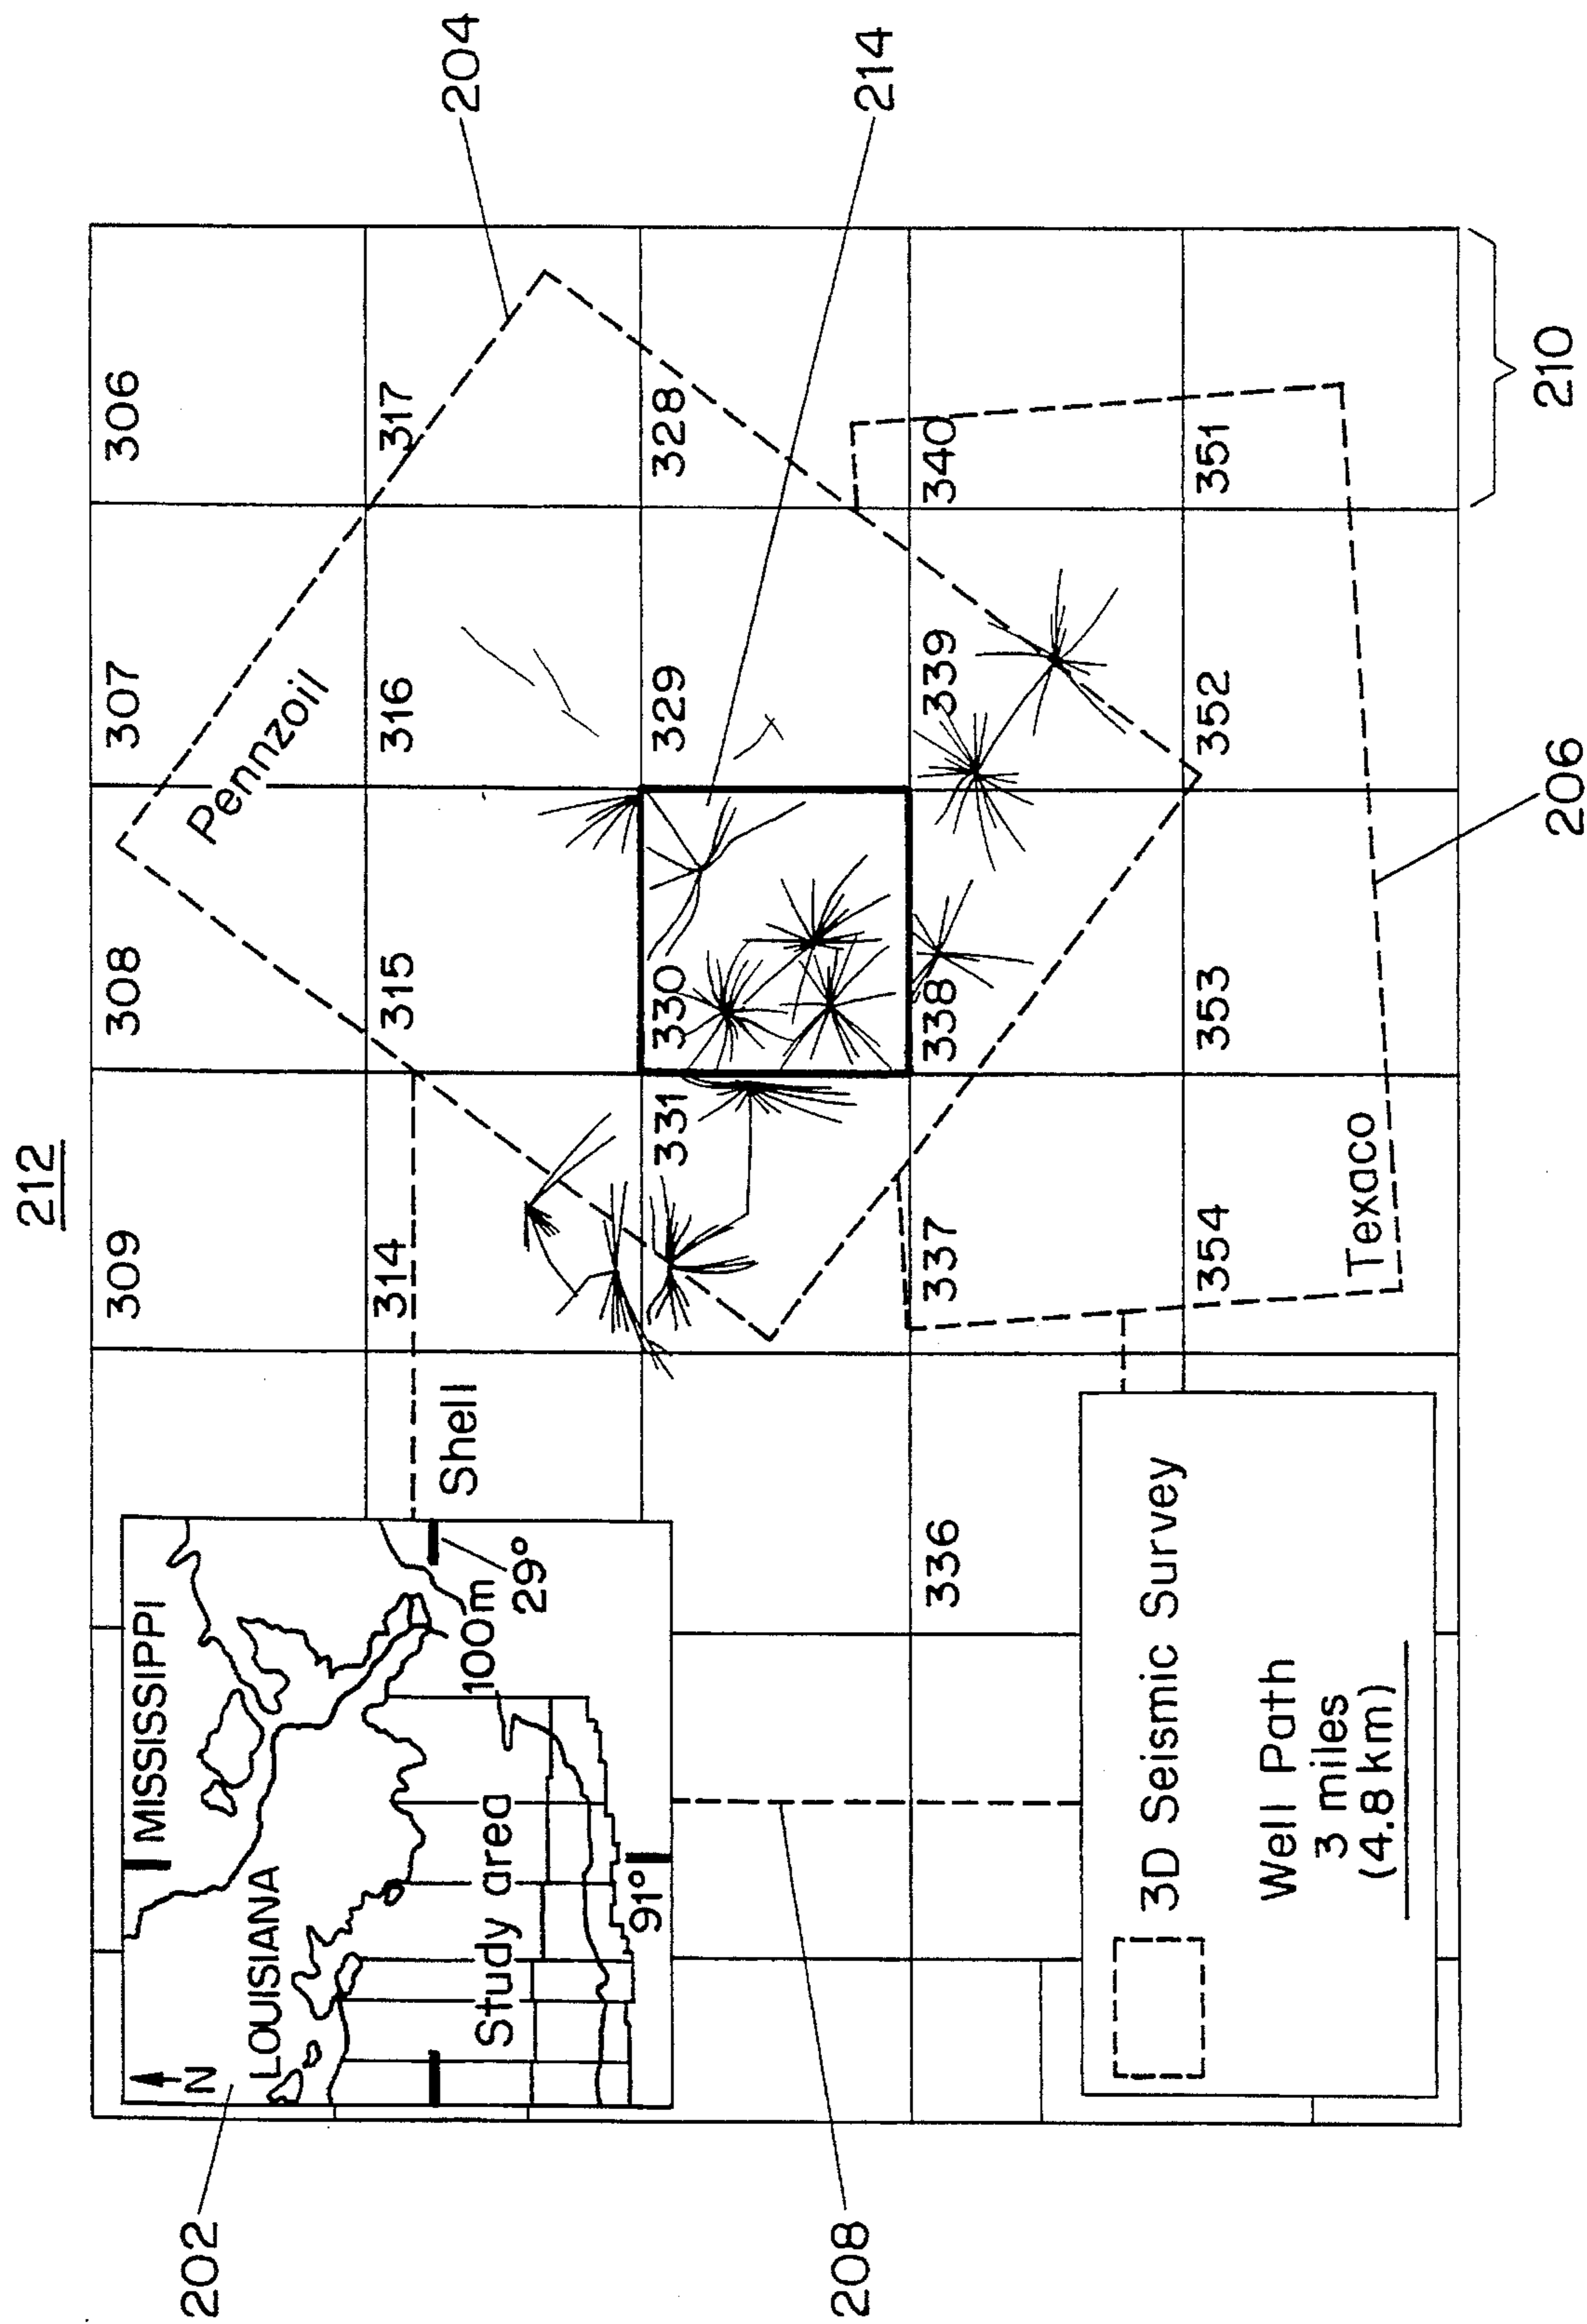 212
202
N
LOUISIANA
MISSISSIPPI
Study area
100m
29°
91°
Shell
309
308
307
306
Pennzoil
204
314
315
316
317
331
330
329
328
214
208
336
337
338
339
340
354
353
352
351
Texaco
3D Seismic Survey
Well Path
3 miles
(4.8 km)
206
210